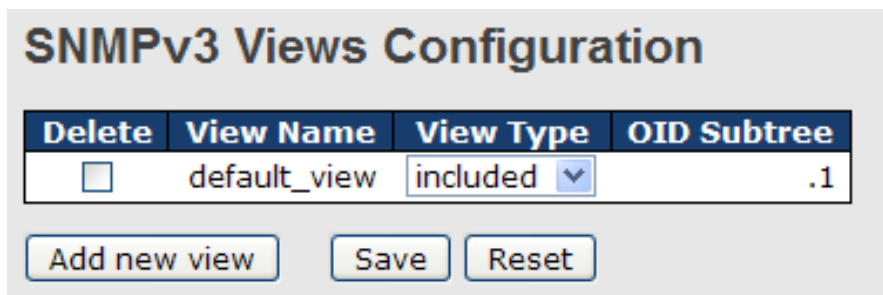 SNMPv3 Views Configuration
Delete View Name View Type OID Subtree
default_view included .1
Add new view Save Reset